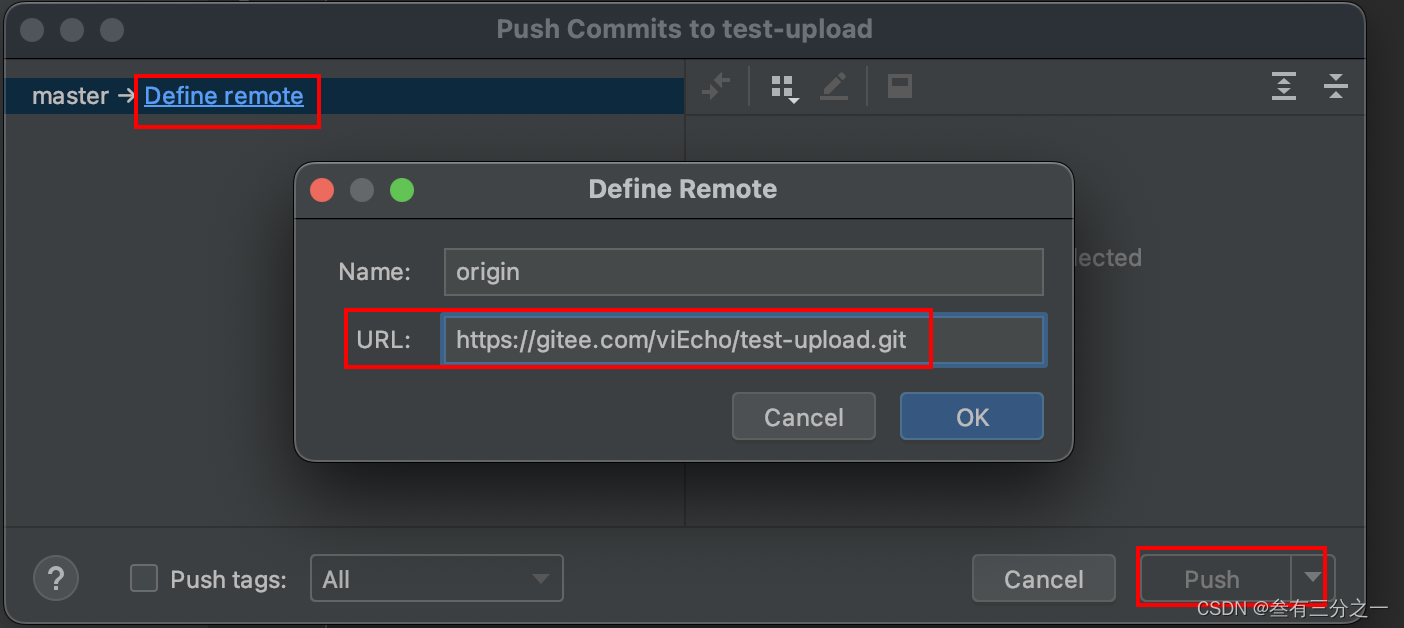 Push Commits to test-upload
master → Define remote
Define Remote
lected
Name: origin
URL: https://gitee.com/viEcho/test-upload.git
Cancel OK
? Push tags: All Cancel Push
CSDN @叁有三分之一